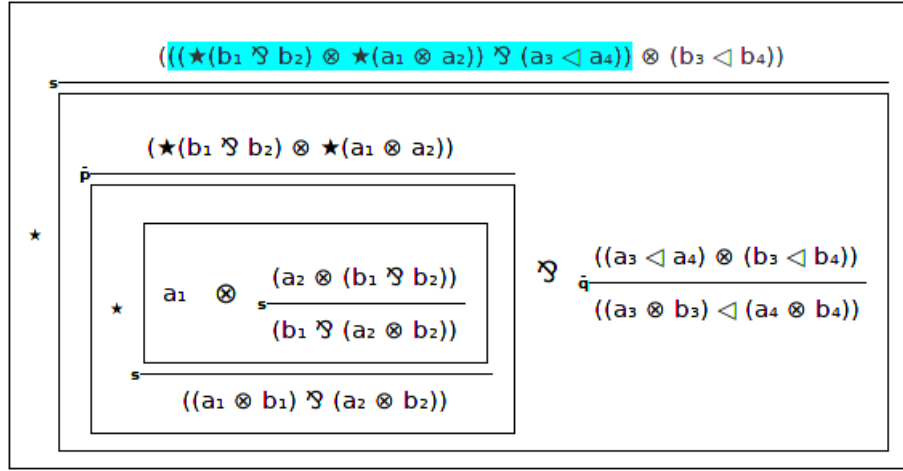 (((★(b₁ ⅋ b₂) ⊗ ★(a₁ ⊗ a₂)) ⅋ (a₃ ◁ a₄)) ⊗ (b₃ ◁ b₄))
s
(★(b₁ ⅋ b₂) ⊗ ★(a₁ ⊗ a₂))
p̄
★
((a₃ ◁ a₄) ⊗ (b₃ ◁ b₄))
⅋
q̄
(a₂ ⊗ (b₁ ⅋ b₂))
a₁ ⊗ s
★
((a₃ ⊗ b₃) ◁ (a₄ ⊗ b₄))
(b₁ ⅋ (a₂ ⊗ b₂))
s
((a₁ ⊗ b₁) ⅋ (a₂ ⊗ b₂))